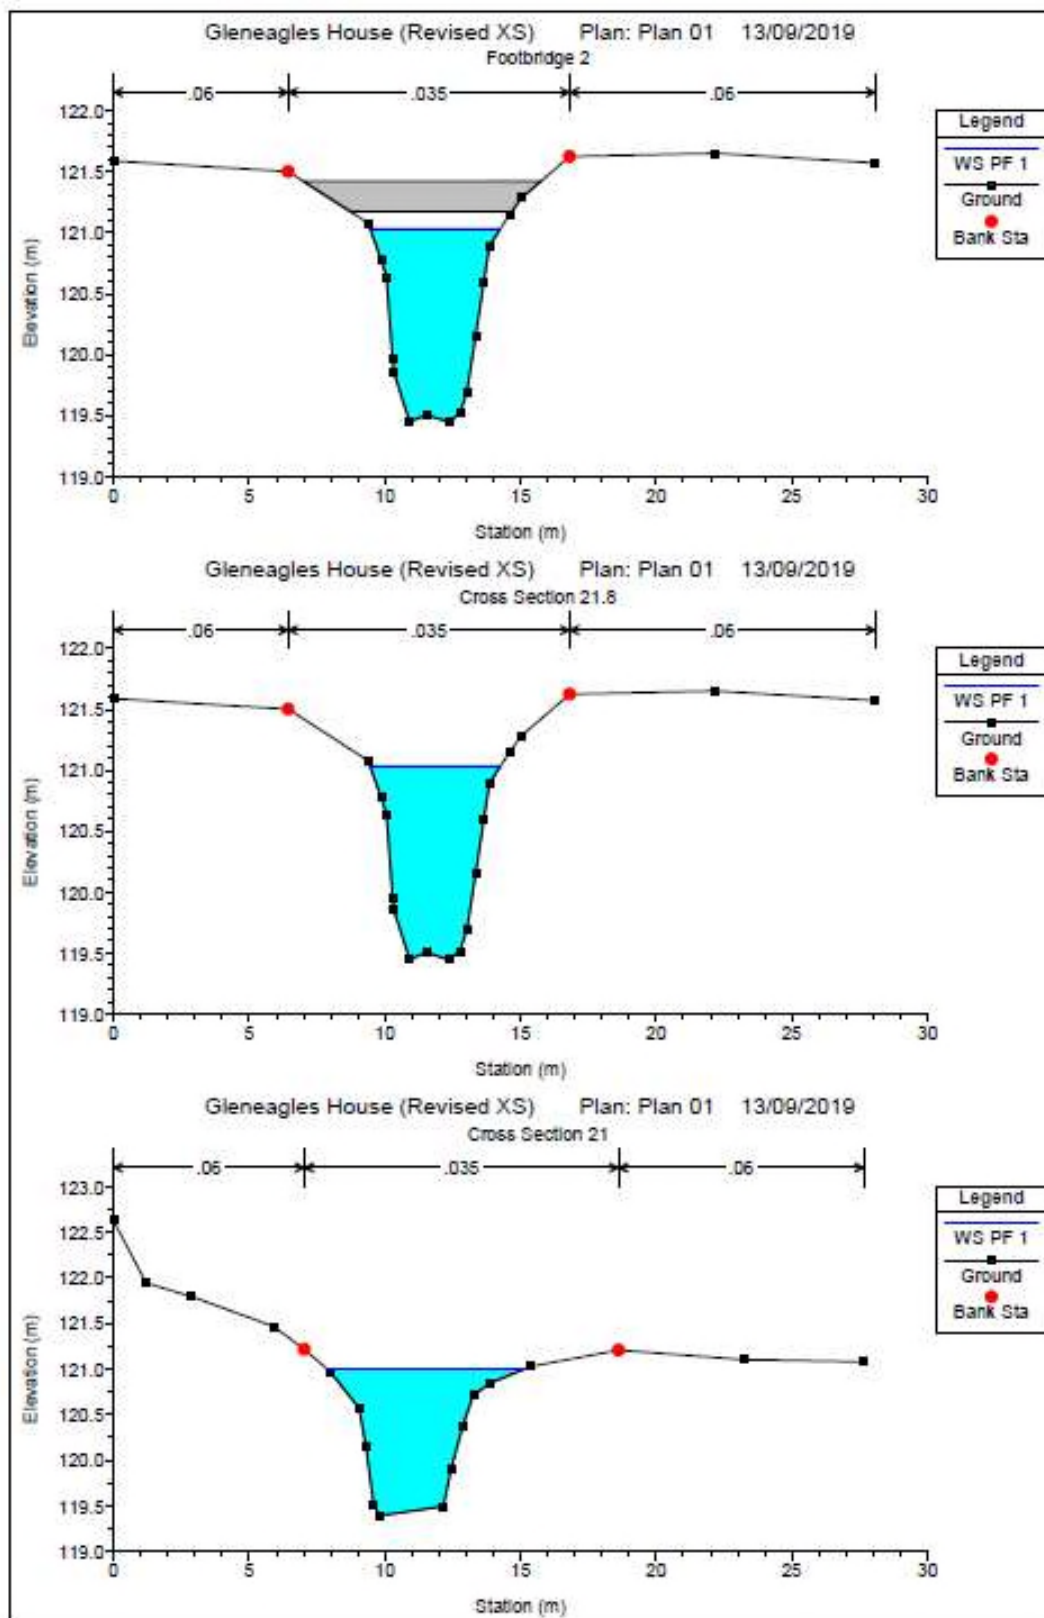 Gleneagles House (Revised XS) Plan: Plan 01 13/09/2019
Footbridge 2
.06 .035 .06
122.0
121.5
121.0
120.5
120.0
119.5
119.0
Elevation (m)
0 5 10 15 20 25 30
Station (m)
Legend
WS PF 1
Ground
Bank Sta
Gleneagles House (Revised XS) Plan: Plan 01 13/09/2019
Cross Section 21.8
.06 .035 .06
122.0
121.5
121.0
120.5
120.0
119.5
119.0
Elevation (m)
0 5 10 15 20 25 30
Station (m)
Legend
WS PF 1
Ground
Bank Sta
Gleneagles House (Revised XS) Plan: Plan 01 13/09/2019
Cross Section 21
.06 .035 .06
123.0
122.5
122.0
121.5
121.0
120.5
120.0
119.5
119.0
Elevation (m)
0 5 10 15 20 25 30
Station (m)
Legend
WS PF 1
Ground
Bank Sta